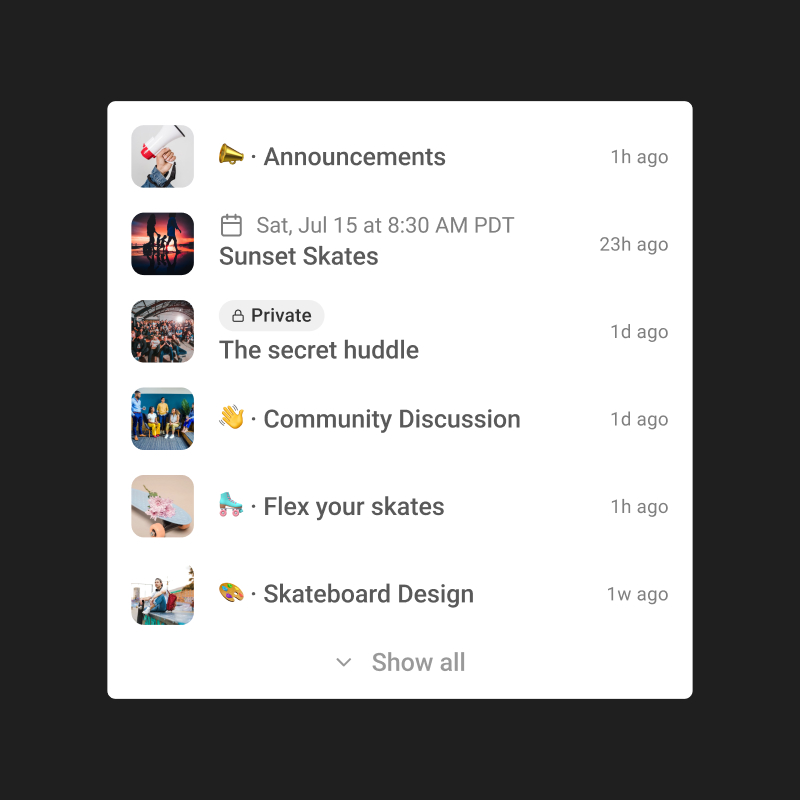 📣 · Announcements
1h ago
Sat, Jul 15 at 8:30 AM PDT
Sunset Skates
23h ago
Private
The secret huddle
1d ago
👋 · Community Discussion
1d ago
🛼 · Flex your skates
1h ago
🎨 · Skateboard Design
1w ago
Show all